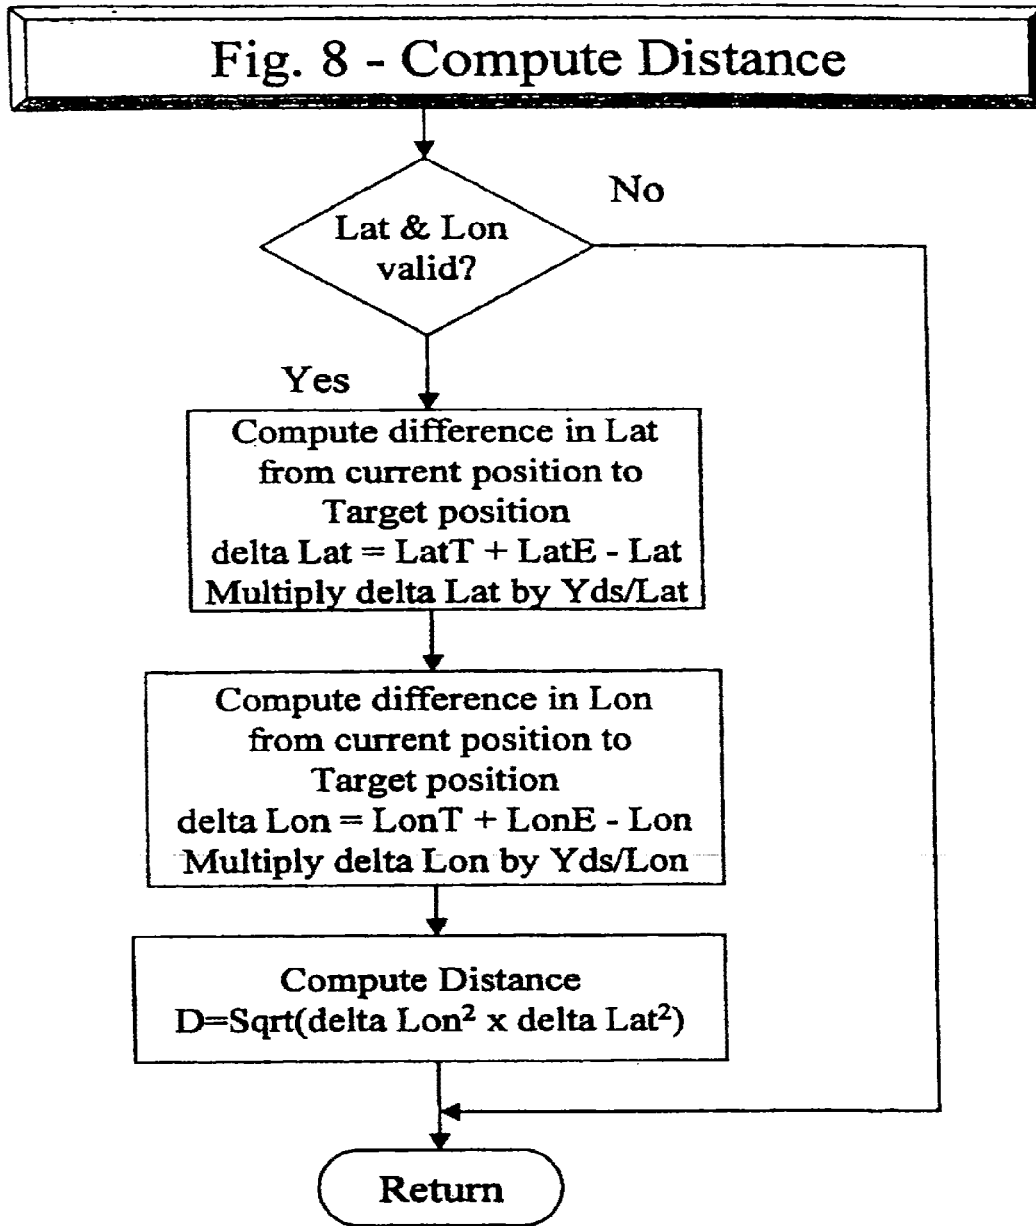 Fig. 8 - Compute Distance
Lat & Lon
valid?
No
Yes
Compute difference in Lat
from current position to
Target position
delta Lat = LatT + LatE - Lat
Multiply delta Lat by Yds/Lat
Compute difference in Lon
from current position to
Target position
delta Lon = LonT + LonE - Lon
Multiply delta Lon by Yds/Lon
Compute Distance
D=Sqrt(delta Lon² x delta Lat²)
Return